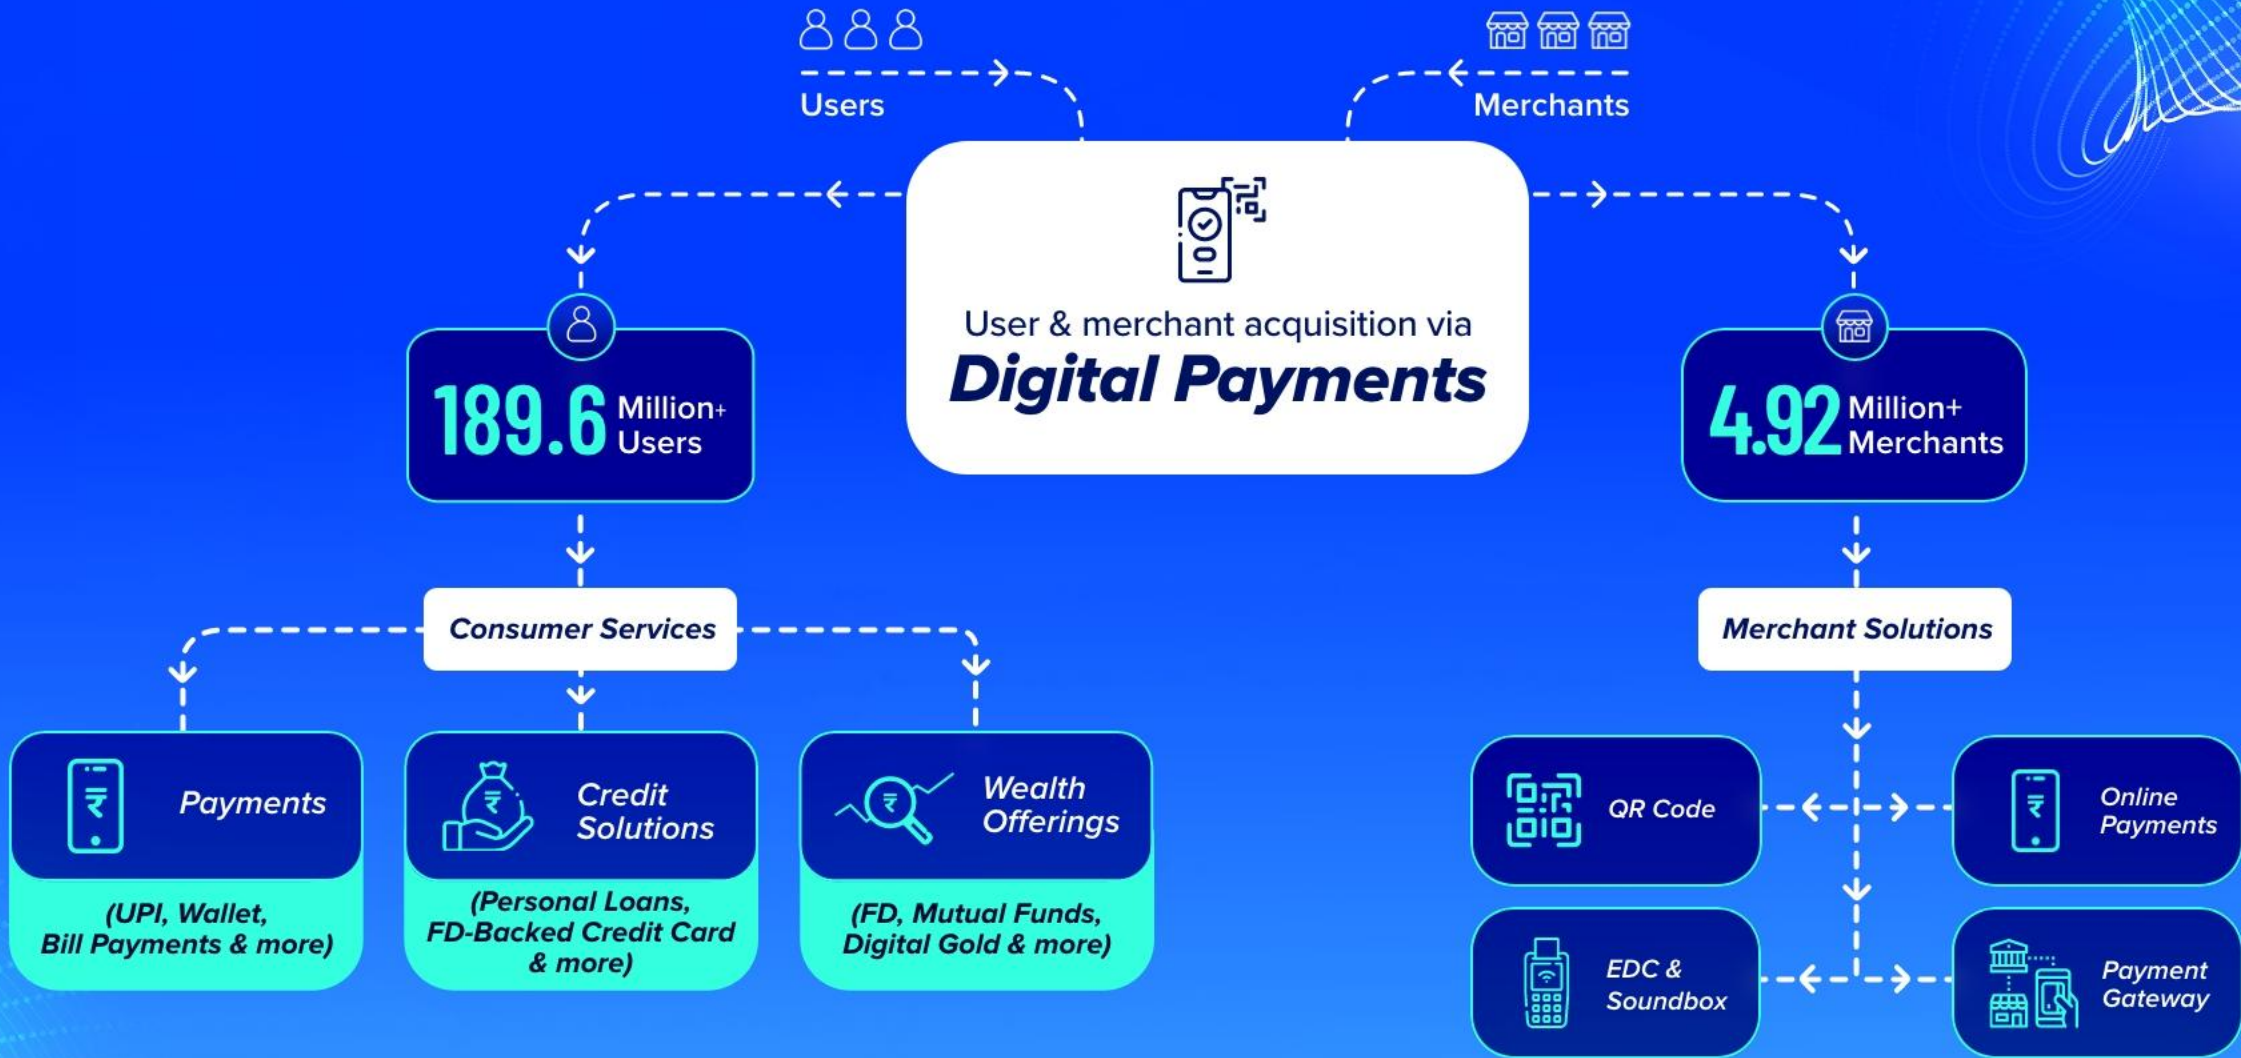 Users
Merchants
User & merchant acquisition via
Digital Payments
189.6 Million+
Users
4.92 Million+
Merchants
Consumer Services
Merchant Solutions
Payments
(UPI, Wallet,
Bill Payments & more)
Credit
Solutions
(Personal Loans,
FD-Backed Credit Card
& more)
Wealth
Offerings
(FD, Mutual Funds,
Digital Gold & more)
QR Code
Online
Payments
EDC &
Soundbox
Payment
Gateway